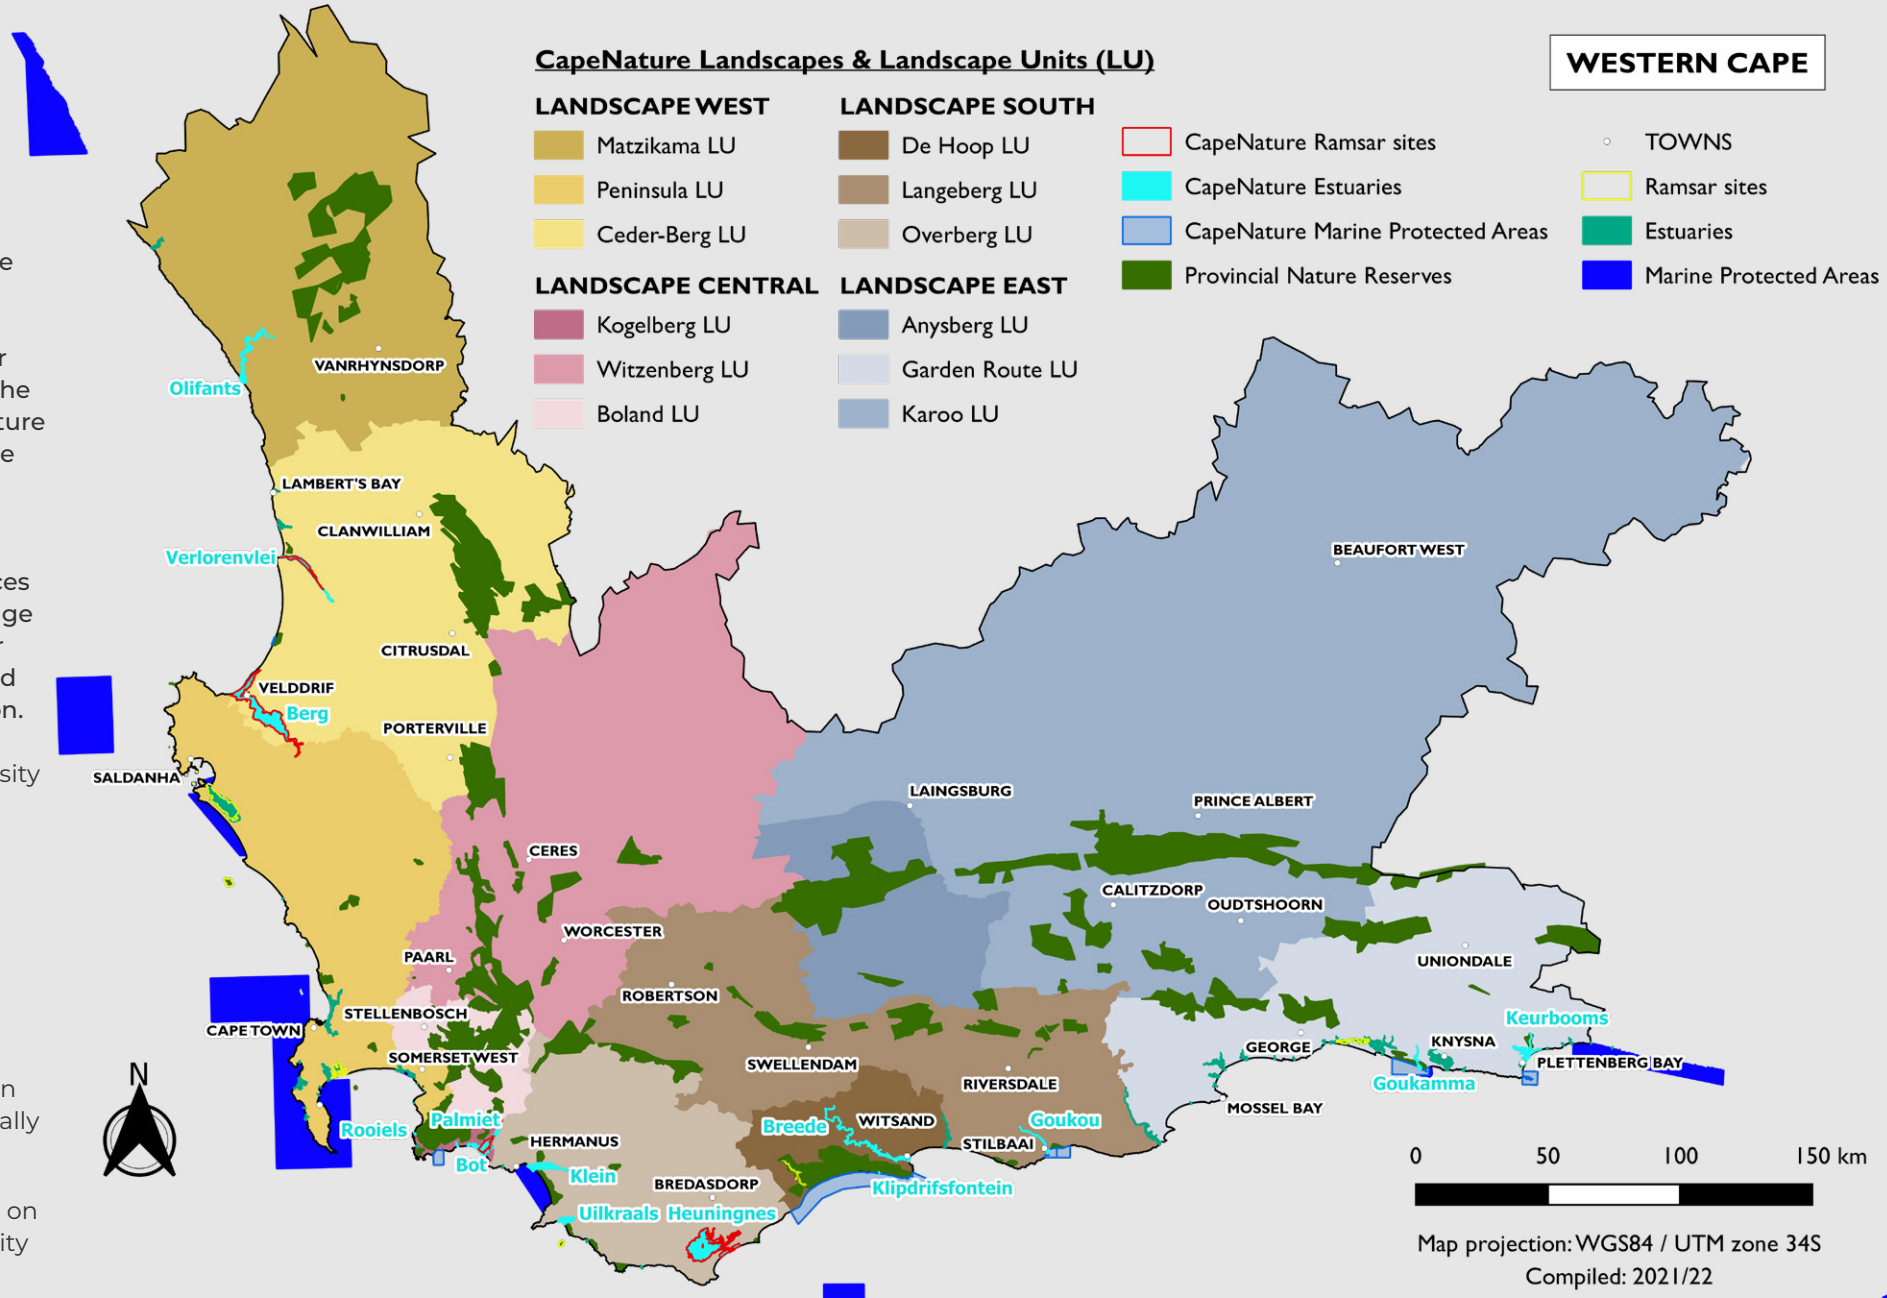 CapeNature Landscapes & Landscape Units (LU)
WESTERN CAPE
LANDSCAPE WEST
Matzikama LU
Peninsula LU
Ceder-Berg LU
LANDSCAPE CENTRAL
Kogelberg LU
Witzenberg LU
Boland LU
LANDSCAPE SOUTH
De Hoop LU
Langeberg LU
Overberg LU
LANDSCAPE EAST
Anysberg LU
Garden Route LU
Karoo LU
CapeNature Ramsar sites
CapeNature Estuaries
CapeNature Marine Protected Areas
Provincial Nature Reserves
TOWNS
Ramsar sites
Estuaries
Marine Protected Areas
VANRHYNSDORP
Olifants
LAMBERT'S BAY
CLANWILLIAM
Verlorenvlei
BEAUFORT WEST
CITRUSDAL
VELDDRIF
Berg
PORTERVILLE
SALDANHA
LAINGSBURG
PRINCE ALBERT
CERES
CALITZDORP
OUDTSHOORN
WORCESTER
PAARL
UNIONDALE
ROBERTSON
STELLENBOSCH
CAPE TOWN
Keurbooms
GEORGE
KNYSNA
SOMERSET WEST
SWELLENDAM
PLETTENBERG BAY
RIVERSDALE
Goukamma
MOSSEL BAY
Palmiet
Rooiels
Breede
WITSAND
Goukou
HERMANUS
STILBAAI
Bot
Klein
BREDASDORP
Klipdrifsfontein
Uilkraals
Heuningnes
N
0 50 100 150 km
Map projection: WGS84 / UTM zone 34S
Compiled: 2021/22
on